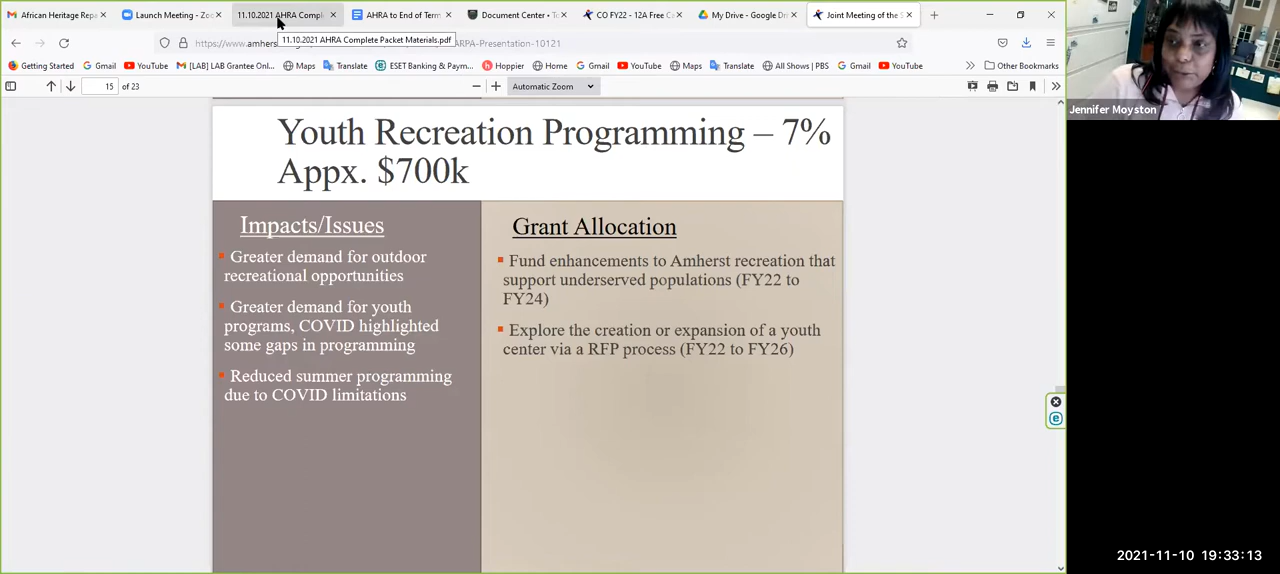 African Heritage Repa
Launch Meeting - Zo
11.10.2021 AHRA Compl
AHRA to End of Term
Document Center • To
CO FY22 - 12A Free C
My Drive - Google Dri
Joint Meeting of the S
11.10.2021 AHRA Complete Packet Materials.pdf
https://www.amhers
ARPA-Presentation-10121
Getting Started
Gmail
YouTube
[LAB] LAB Grantee Onl...
Maps
Translate
ESET Banking & Paym...
Hoppier
Home
Gmail
YouTube
Maps
Translate
All Shows | PBS
Gmail
YouTube
Other Bookmarks
15 of 23
Automatic Zoom
Jennifer Moyston
Youth Recreation Programming – 7%
Appx. $700k
Impacts/Issues
Greater demand for outdoor
recreational opportunities
Greater demand for youth
programs, COVID highlighted
some gaps in programming
Reduced summer programming
due to COVID limitations
Grant Allocation
Fund enhancements to Amherst recreation that
support underserved populations (FY22 to
FY24)
Explore the creation or expansion of a youth
center via a RFP process (FY22 to FY26)
2021-11-10 19:33:13